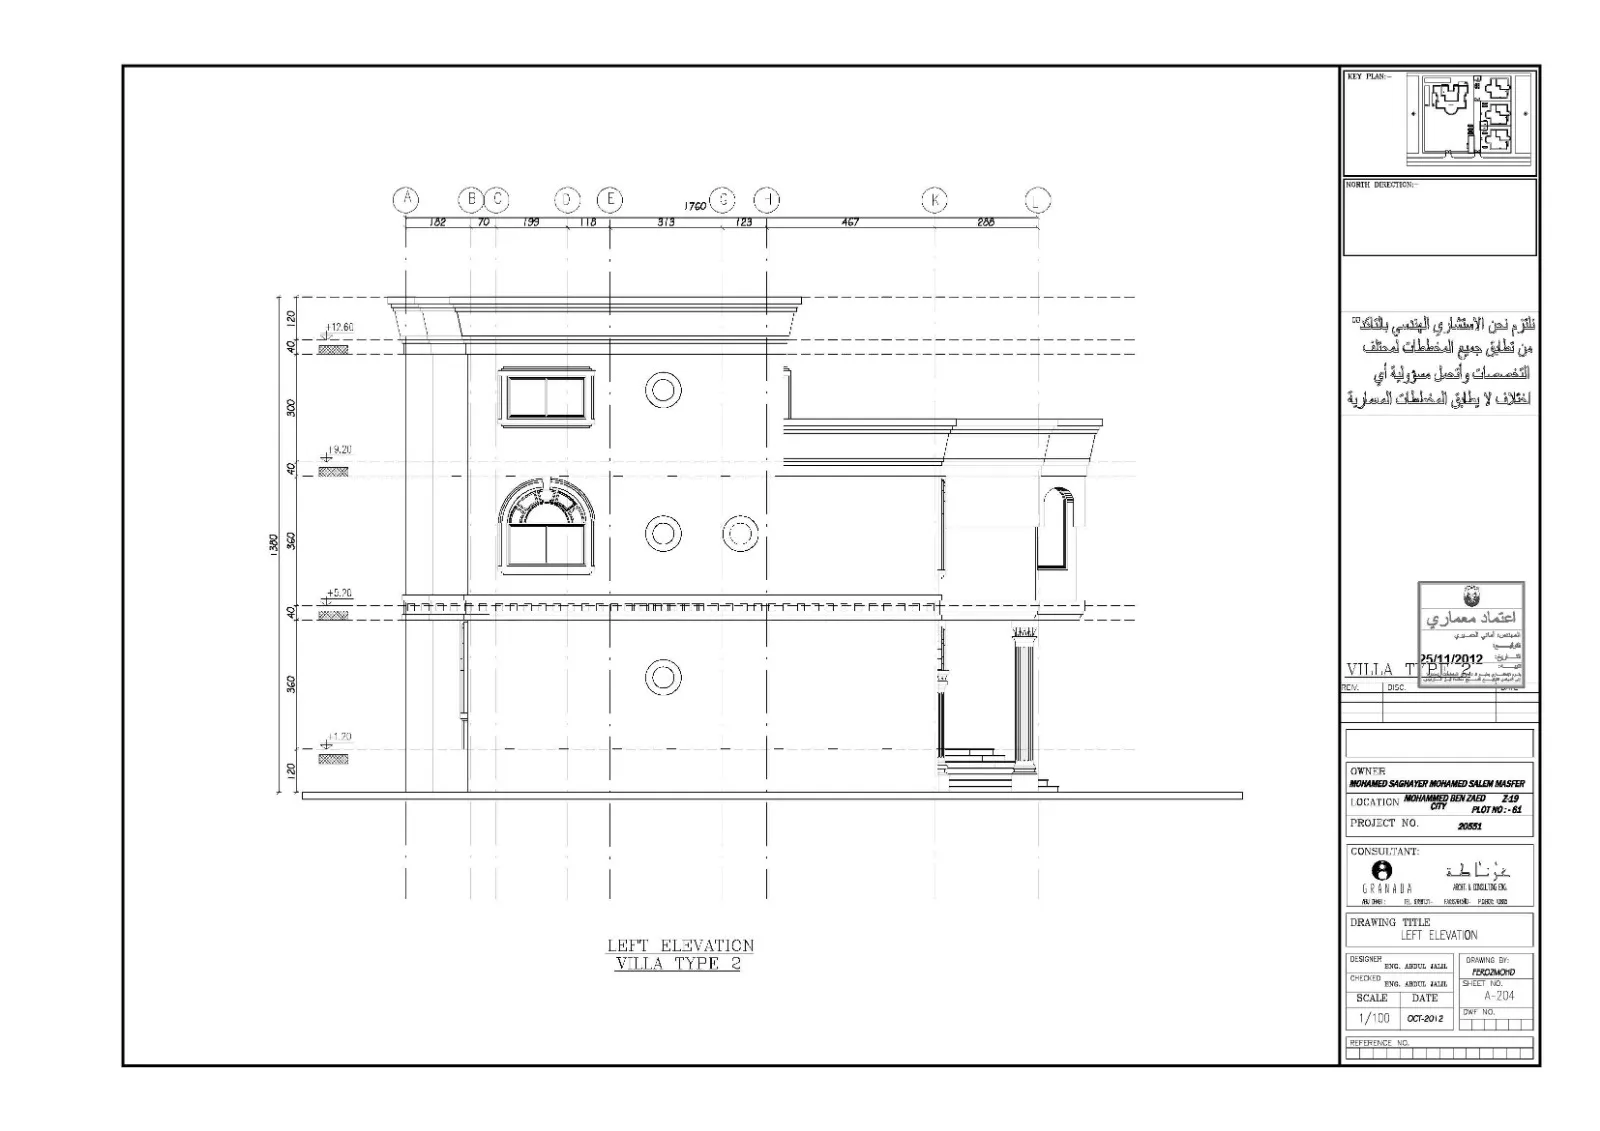 A B C D E G H K L
1760
182 70 199 118 313 123 467 288
120
+12.60
40
300
+9.20
40
360
1380
+5.20
40
360
+1.20
120
LEFT ELEVATION
VILLA TYPE 2
KEY PLAN:-
NORTH DIRECTION:-
نلتزم نحن الاستشاري الهندسي بالتأكد
من تطابق جميع المخططات لمختلف
التخصصات وأتحمل مسؤولية أي
اختلاف لا يطابق المخططات المعمارية
اعتماد معماري
25/11/2012
VILLA TYPE 2
REV. DISC. DATE
OWNER
MOHAMED SAGHAYER MOHAMED SALEM MASFER
LOCATION MOHAMMED BEN ZAED CITY Z-19
PLOT NO :- 61
PROJECT NO. 20551
CONSULTANT:
GRANADA
غرناطة
ARCHT. & CONSULTING ENG.
DRAWING TITLE
LEFT ELEVATION
DESIGNER ENG. ABDUL JALIL
CHECKED ENG. ABDUL JALIL
SCALE DATE
1/100 OCT-2012
DRAWING BY:
FEROZMOHD
SHEET NO.
A-204
DWF NO.
REFERENCE NO.